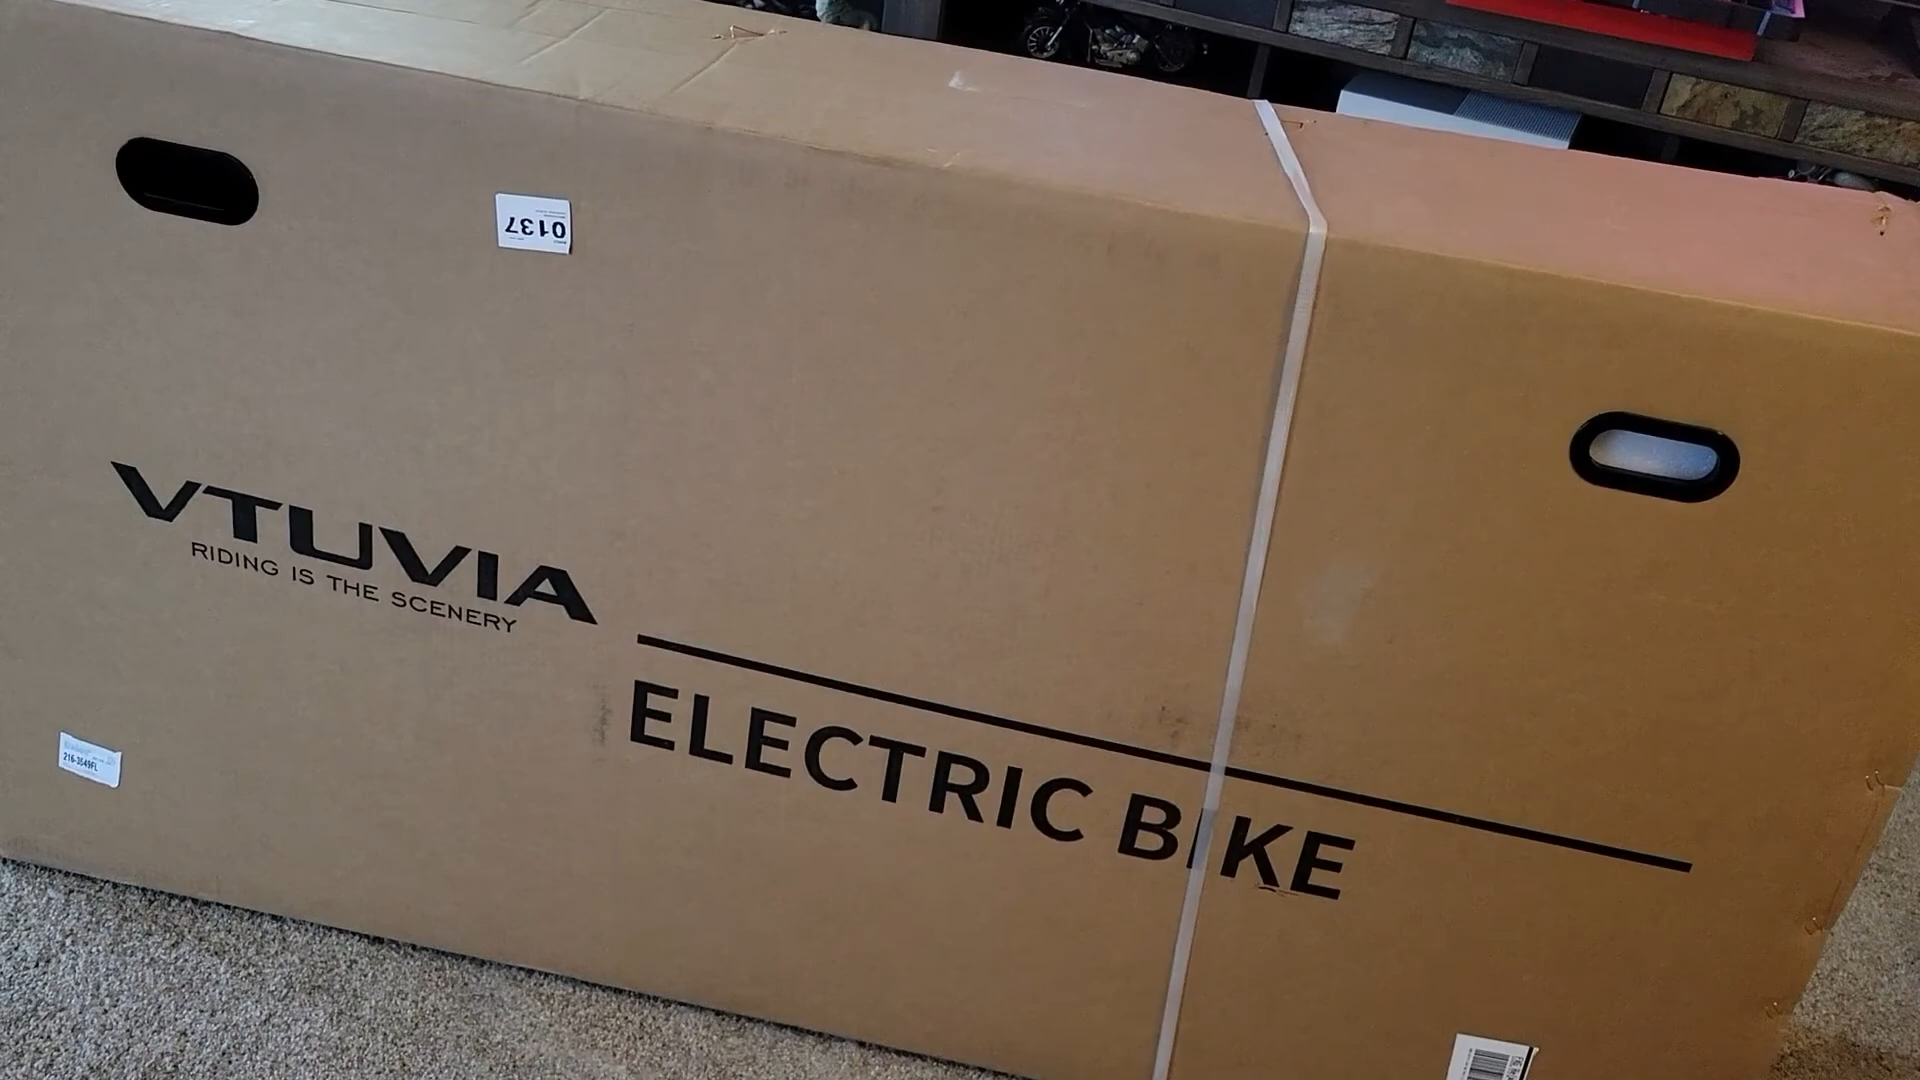 0137
VTUVIA
RIDING IS THE SCENERY
ELECTRIC BIKE
216-3549FL